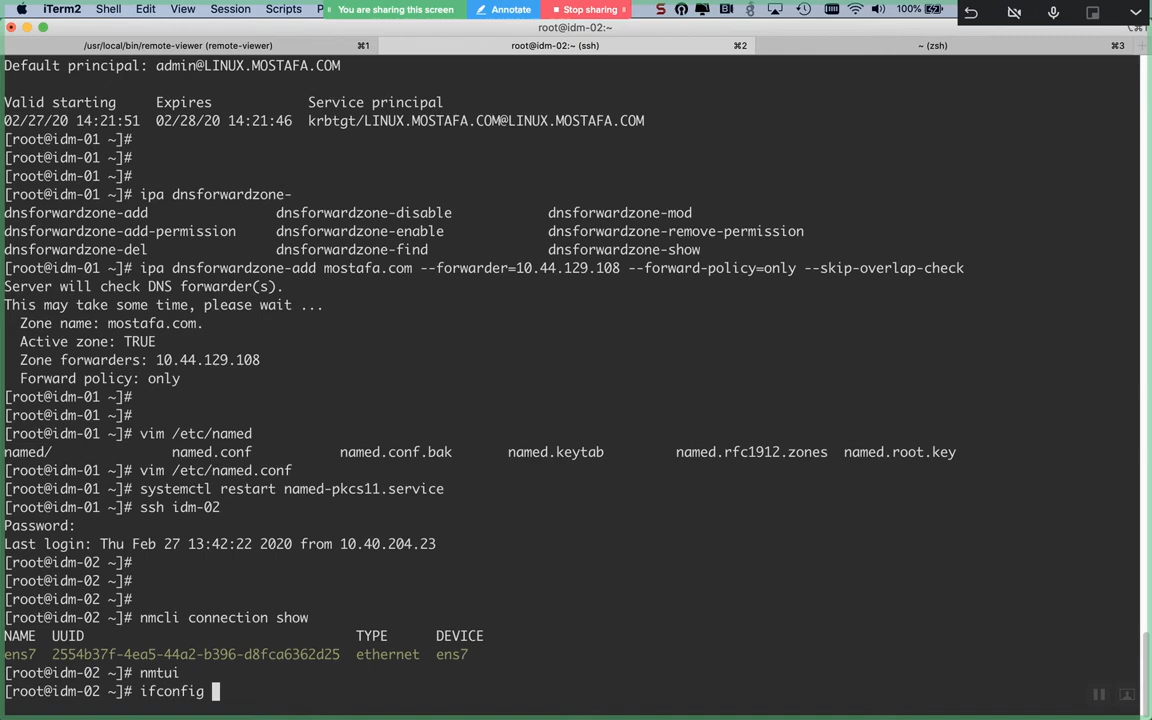 iTerm2 Shell Edit View Session Scripts P You are sharing this screen Annotate Stop sharing 100%
root@idm-02:~
/usr/local/bin/remote-viewer (remote-viewer) ⌘1 root@idm-02:~ (ssh) ⌘2 ~ (zsh) ⌘3
Default principal: admin@LINUX.MOSTAFA.COM
Valid starting Expires Service principal
02/27/20 14:21:51 02/28/20 14:21:46 krbtgt/LINUX.MOSTAFA.COM@LINUX.MOSTAFA.COM
[root@idm-01 ~]#
[root@idm-01 ~]#
[root@idm-01 ~]#
[root@idm-01 ~]# ipa dnsforwardzone-
dnsforwardzone-add dnsforwardzone-disable dnsforwardzone-mod
dnsforwardzone-add-permission dnsforwardzone-enable dnsforwardzone-remove-permission
dnsforwardzone-del dnsforwardzone-find dnsforwardzone-show
[root@idm-01 ~]# ipa dnsforwardzone-add mostafa.com --forwarder=10.44.129.108 --forward-policy=only --skip-overlap-check
Server will check DNS forwarder(s).
This may take some time, please wait ...
Zone name: mostafa.com.
Active zone: TRUE
Zone forwarders: 10.44.129.108
Forward policy: only
[root@idm-01 ~]#
[root@idm-01 ~]#
[root@idm-01 ~]# vim /etc/named
named/ named.conf named.conf.bak named.keytab named.rfc1912.zones named.root.key
[root@idm-01 ~]# vim /etc/named.conf
[root@idm-01 ~]# systemctl restart named-pkcs11.service
[root@idm-01 ~]# ssh idm-02
Password:
Last login: Thu Feb 27 13:42:22 2020 from 10.40.204.23
[root@idm-02 ~]#
[root@idm-02 ~]#
[root@idm-02 ~]#
[root@idm-02 ~]# nmcli connection show
NAME UUID TYPE DEVICE
ens7 2554b37f-4ea5-44a2-b396-d8fca6362d25 ethernet ens7
[root@idm-02 ~]# nmtui
[root@idm-02 ~]# ifconfig